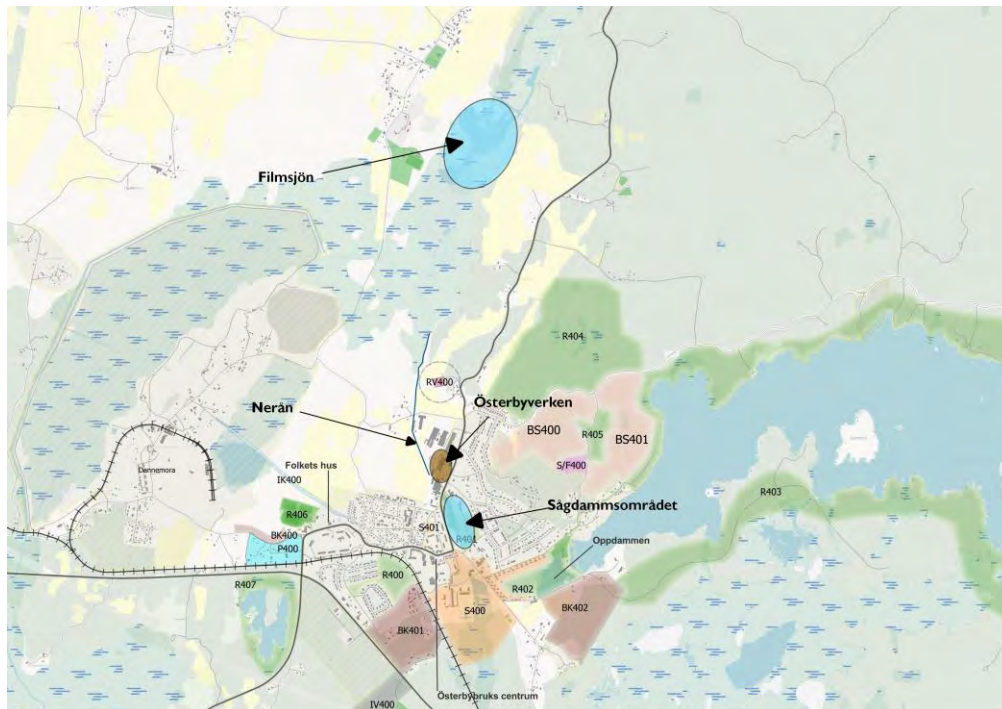 Filmsjön
R404
RV400
Österbyverken
Nerån
BS400
R405
BS401
S/F400
Dannemora
Folkets hus
IK400
R403
Sågdammsområdet
R406
S401
R401
BK400
Oppdammen
P400
R407
R400
R402
S400
BK402
BK401
Österbybruks centrum
IV400